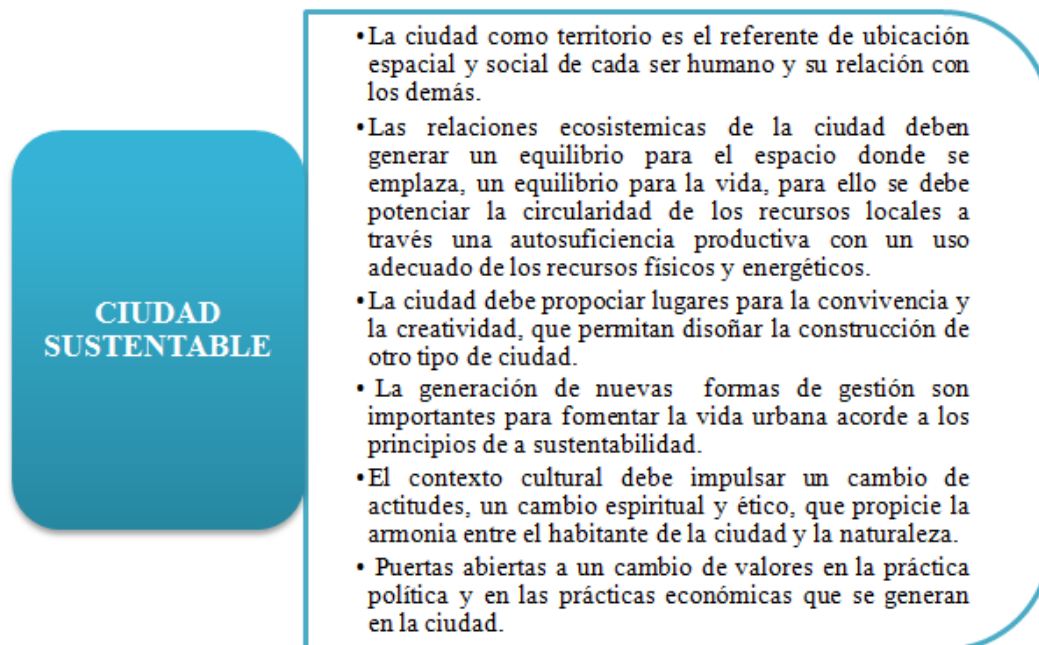 CIUDAD
SUSTENTABLE
•La ciudad como territorio es el referente de ubicación
espacial y social de cada ser humano y su relación con
los demás.
•Las relaciones ecosistemicas de la ciudad deben
generar un equilibrio para el espacio donde se
emplaza, un equilibrio para la vida, para ello se debe
potenciar la circularidad de los recursos locales a
través una autosuficiencia productiva con un uso
adecuado de los recursos físicos y energéticos.
•La ciudad debe propociar lugares para la convivencia y
la creatividad, que permitan disoñar la construcción de
otro tipo de ciudad.
• La generación de nuevas formas de gestión son
importantes para fomentar la vida urbana acorde a los
principios de a sustentabilidad.
•El contexto cultural debe impulsar un cambio de
actitudes, un cambio espiritual y ético, que propicie la
armonia entre el habitante de la ciudad y la naturaleza.
• Puertas abiertas a un cambio de valores en la práctica
política y en las prácticas económicas que se generan
en la ciudad.